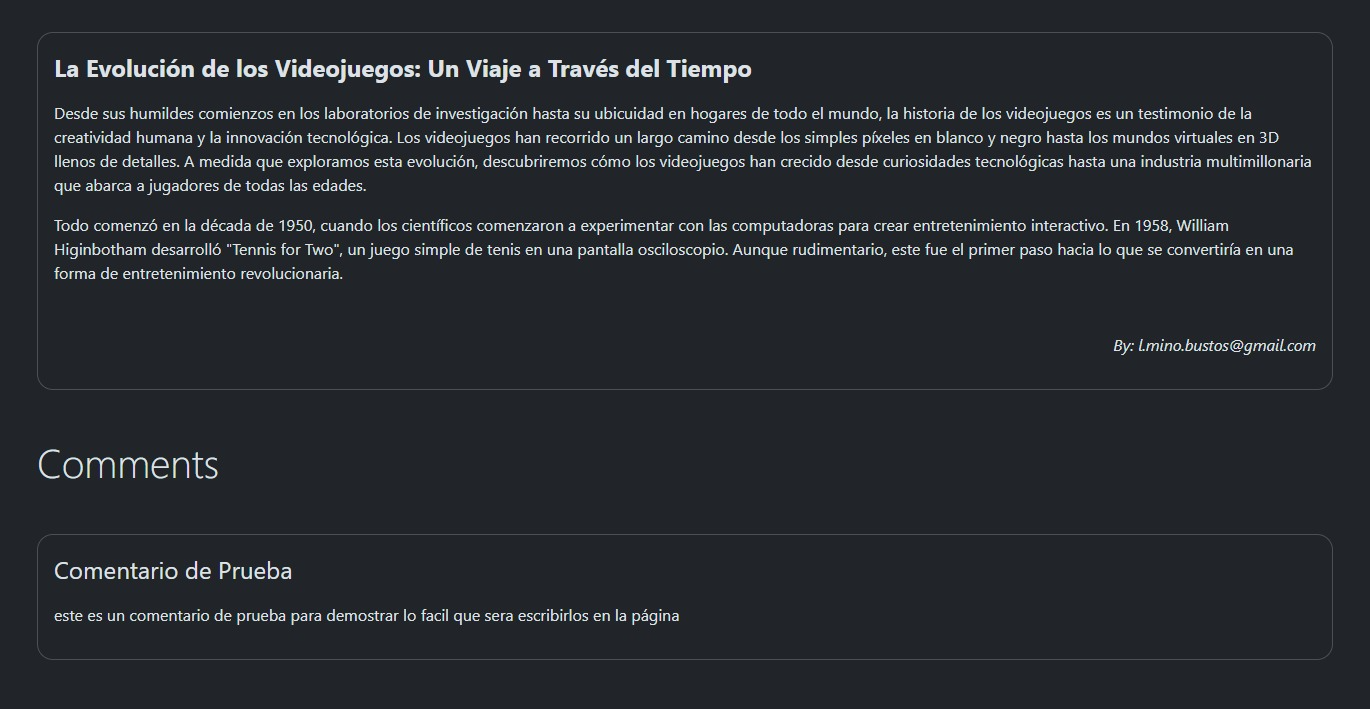 La Evolución de los Videojuegos: Un Viaje a Través del Tiempo
Desde sus humildes comienzos en los laboratorios de investigación hasta su ubicuidad en hogares de todo el mundo, la historia de los videojuegos es un testimonio de la
creatividad humana y la innovación tecnológica. Los videojuegos han recorrido un largo camino desde los simples píxeles en blanco y negro hasta los mundos virtuales en 3D
llenos de detalles. A medida que exploramos esta evolución, descubriremos cómo los videojuegos han crecido desde curiosidades tecnológicas hasta una industria multimillonaria
que abarca a jugadores de todas las edades.
Todo comenzó en la década de 1950, cuando los científicos comenzaron a experimentar con las computadoras para crear entretenimiento interactivo. En 1958, William
Higinbotham desarrolló "Tennis for Two", un juego simple de tenis en una pantalla osciloscopio. Aunque rudimentario, este fue el primer paso hacia lo que se convertiría en una
forma de entretenimiento revolucionaria.
By: l.mino.bustos@gmail.com
Comments
Comentario de Prueba
este es un comentario de prueba para demostrar lo facil que sera escribirlos en la página